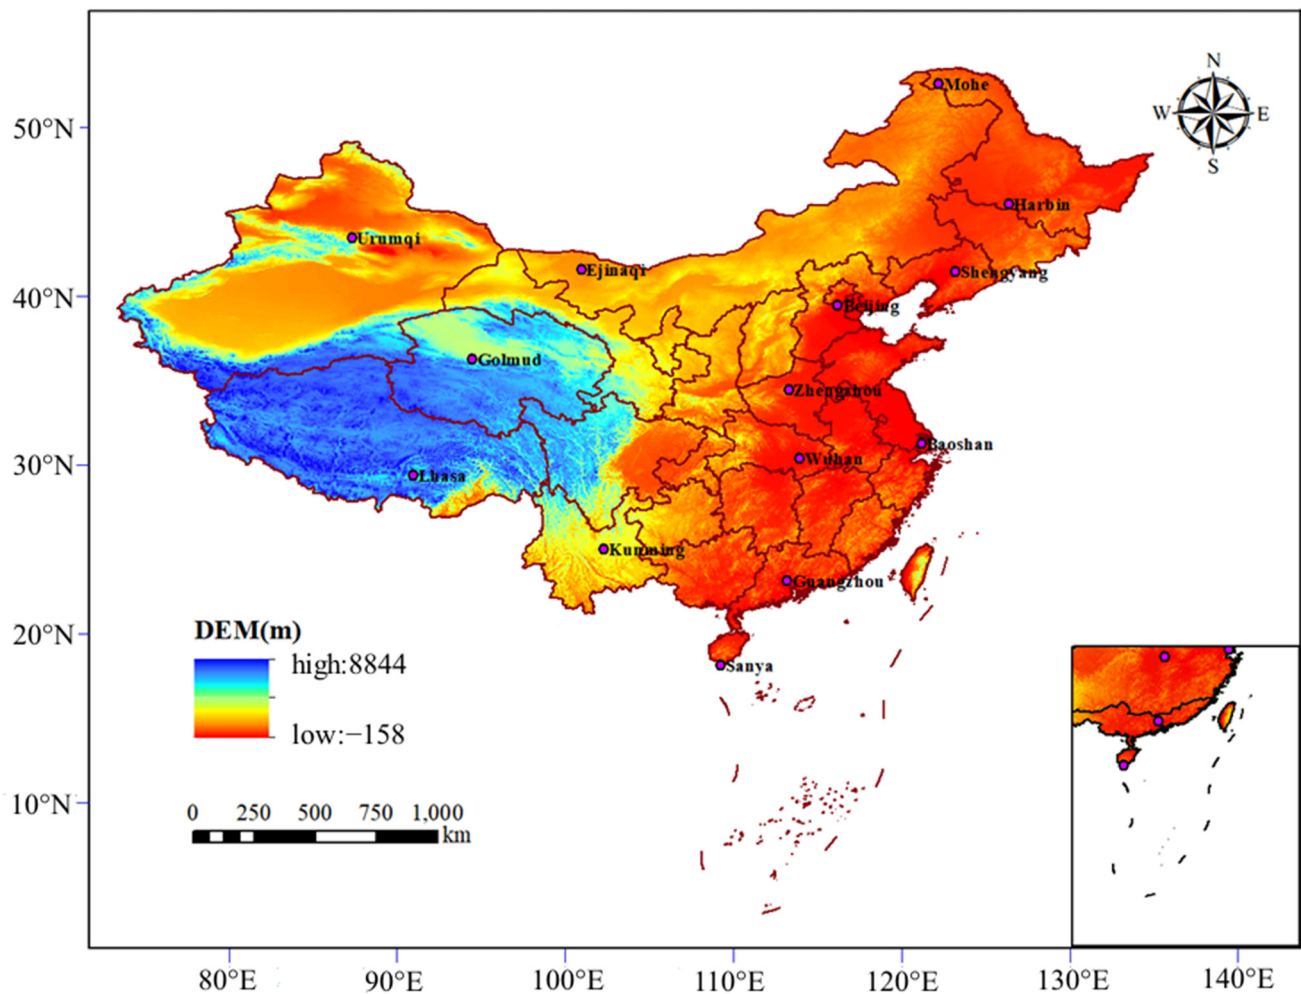 N
W E
S
50°N
40°N
30°N
20°N
10°N
Mohe
Harbin
Urumqi
Ejinaqi
Shengyang
Beijing
Golmud
Zhengzhou
Baoshan
Wuhan
Lhasa
Kunming
Guangzhou
Sanya
DEM(m)
high:8844
low:−158
0 250 500 750 1,000
km
80°E 90°E 100°E 110°E 120°E 130°E 140°E